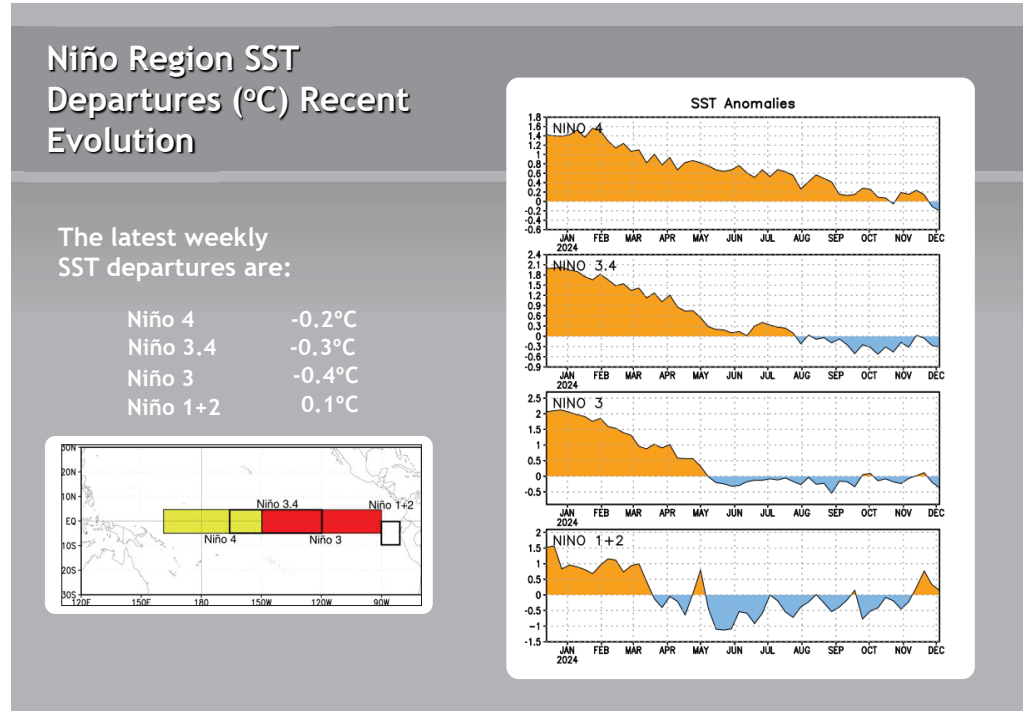 Niño Region SST
Departures (ºC) Recent
Evolution
The latest weekly
SST departures are:
Niño 4 -0.2ºC
Niño 3.4 -0.3ºC
Niño 3 -0.4ºC
Niño 1+2 0.1ºC
30N
20N
10N
EQ
10S
20S
30S
120E 150E 180 150W 120W 90W
Niño 3.4
Niño 1+2
Niño 4
Niño 3
SST Anomalies
NINO 4
1.8
1.6
1.4
1.2
1
0.8
0.6
0.4
0.2
0
-0.2
-0.4
-0.6
JAN FEB MAR APR MAY JUN JUL AUG SEP OCT NOV DEC
2024
NINO 3.4
2.4
2.1
1.8
1.5
1.2
0.9
0.6
0.3
0
-0.3
-0.6
-0.9
JAN FEB MAR APR MAY JUN JUL AUG SEP OCT NOV DEC
2024
NINO 3
2.5
2
1.5
1
0.5
0
-0.5
JAN FEB MAR APR MAY JUN JUL AUG SEP OCT NOV DEC
2024
NINO 1+2
2
1.5
1
0.5
0
-0.5
-1
-1.5
JAN FEB MAR APR MAY JUN JUL AUG SEP OCT NOV DEC
2024